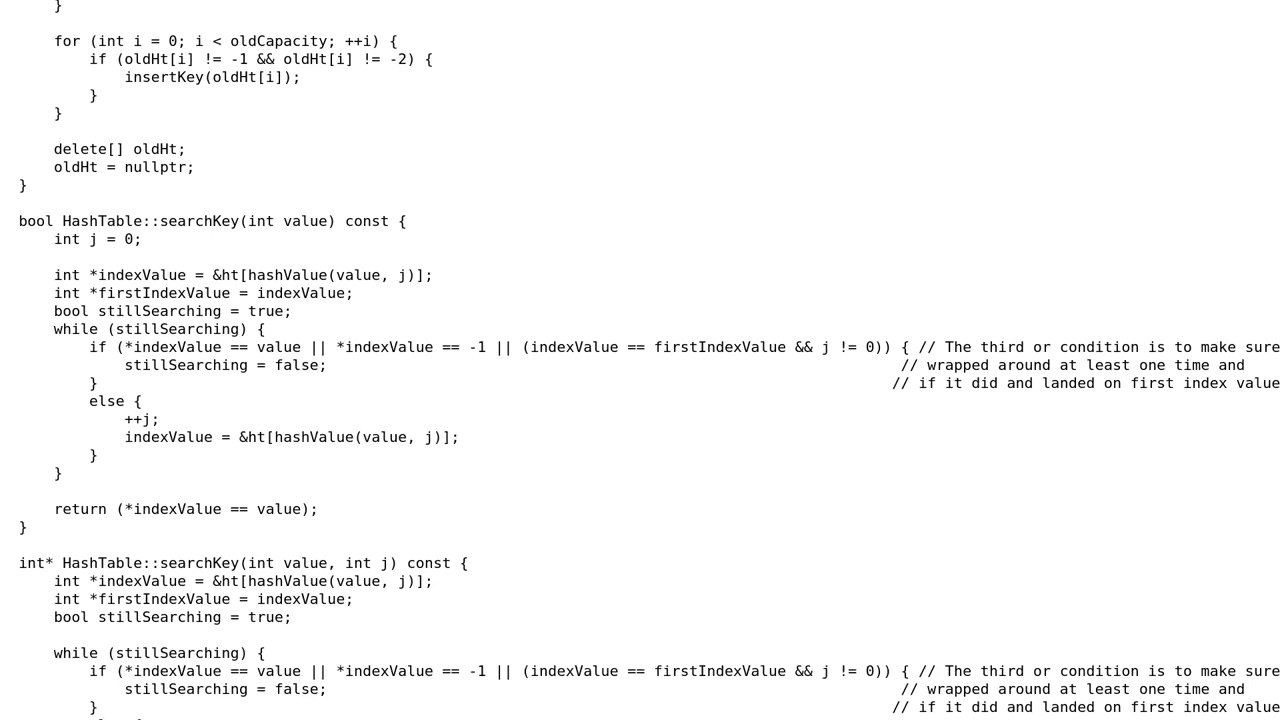 }

    for (int i = 0; i < oldCapacity; ++i) {
        if (oldHt[i] != -1 && oldHt[i] != -2) {
            insertKey(oldHt[i]);
        }
    }

    delete[] oldHt;
    oldHt = nullptr;
}

bool HashTable::searchKey(int value) const {
    int j = 0;

    int *indexValue = &ht[hashValue(value, j)];
    int *firstIndexValue = indexValue;
    bool stillSearching = true;
    while (stillSearching) {
        if (*indexValue == value || *indexValue == -1 || (indexValue == firstIndexValue && j != 0)) { // The third or condition is to make sure
            stillSearching = false;                                                                 // wrapped around at least one time and
        }                                                                                          // if it did and landed on first index value
        else {
            ++j;
            indexValue = &ht[hashValue(value, j)];
        }
    }

    return (*indexValue == value);
}

int* HashTable::searchKey(int value, int j) const {
    int *indexValue = &ht[hashValue(value, j)];
    int *firstIndexValue = indexValue;
    bool stillSearching = true;

    while (stillSearching) {
        if (*indexValue == value || *indexValue == -1 || (indexValue == firstIndexValue && j != 0)) { // The third or condition is to make sure
            stillSearching = false;                                                                 // wrapped around at least one time and
        }                                                                                          // if it did and landed on first index value